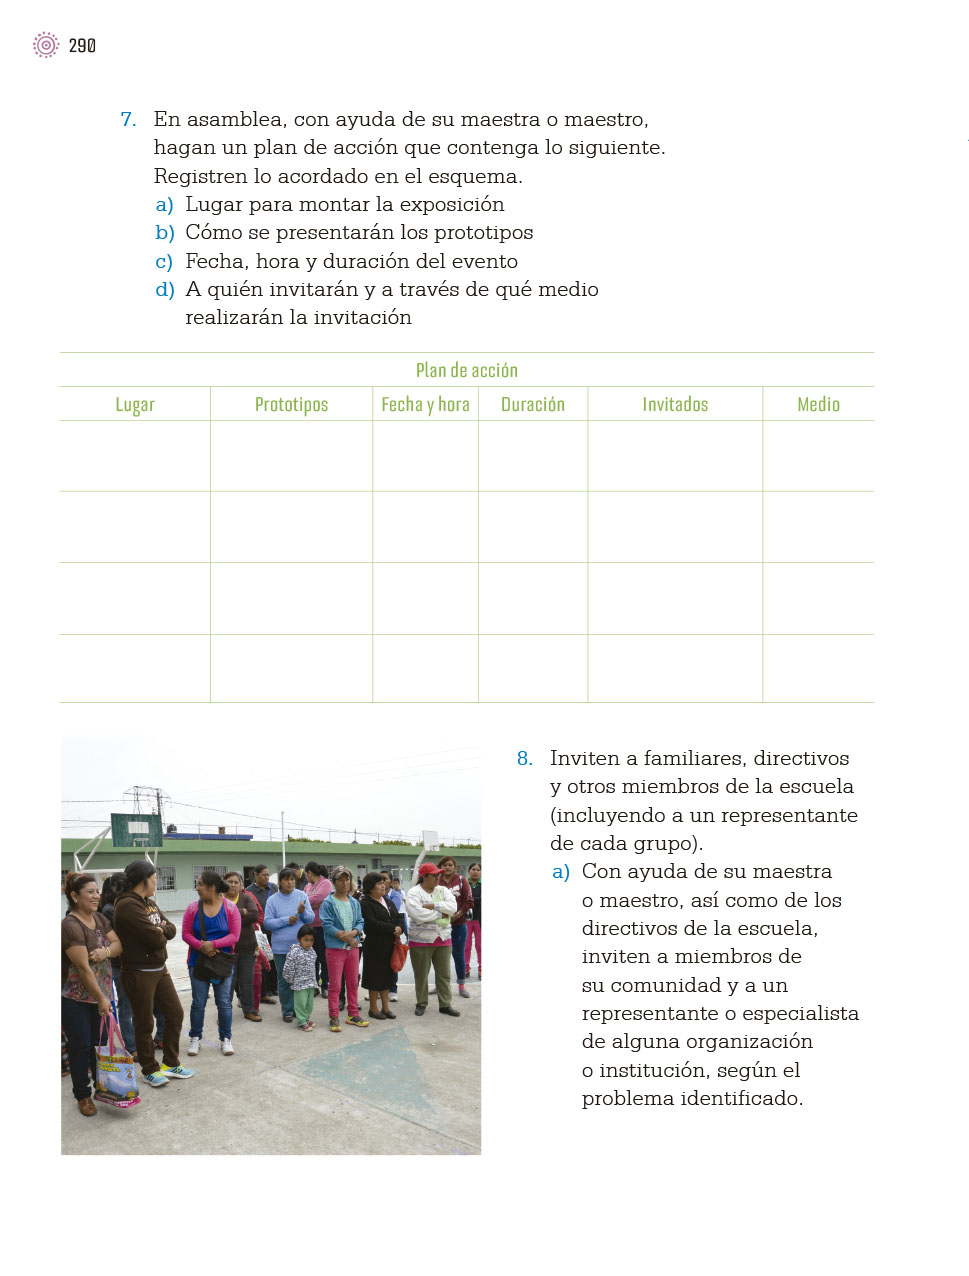 290
7. En asamblea, con ayuda de su maestra o maestro,
hagan un plan de acción que contenga lo siguiente.
Registren lo acordado en el esquema.
a) Lugar para montar la exposición
b) Cómo se presentarán los prototipos
c) Fecha, hora y duración del evento
d) A quién invitarán y a través de qué medio
realizarán la invitación
Plan de acción
Lugar Prototipos Fecha y hora Duración Invitados Medio
8. Inviten a familiares, directivos
y otros miembros de la escuela
(incluyendo a un representante
de cada grupo).
a) Con ayuda de su maestra
o maestro, así como de los
directivos de la escuela,
inviten a miembros de
su comunidad y a un
representante o especialista
de alguna organización
o institución, según el
problema identificado.